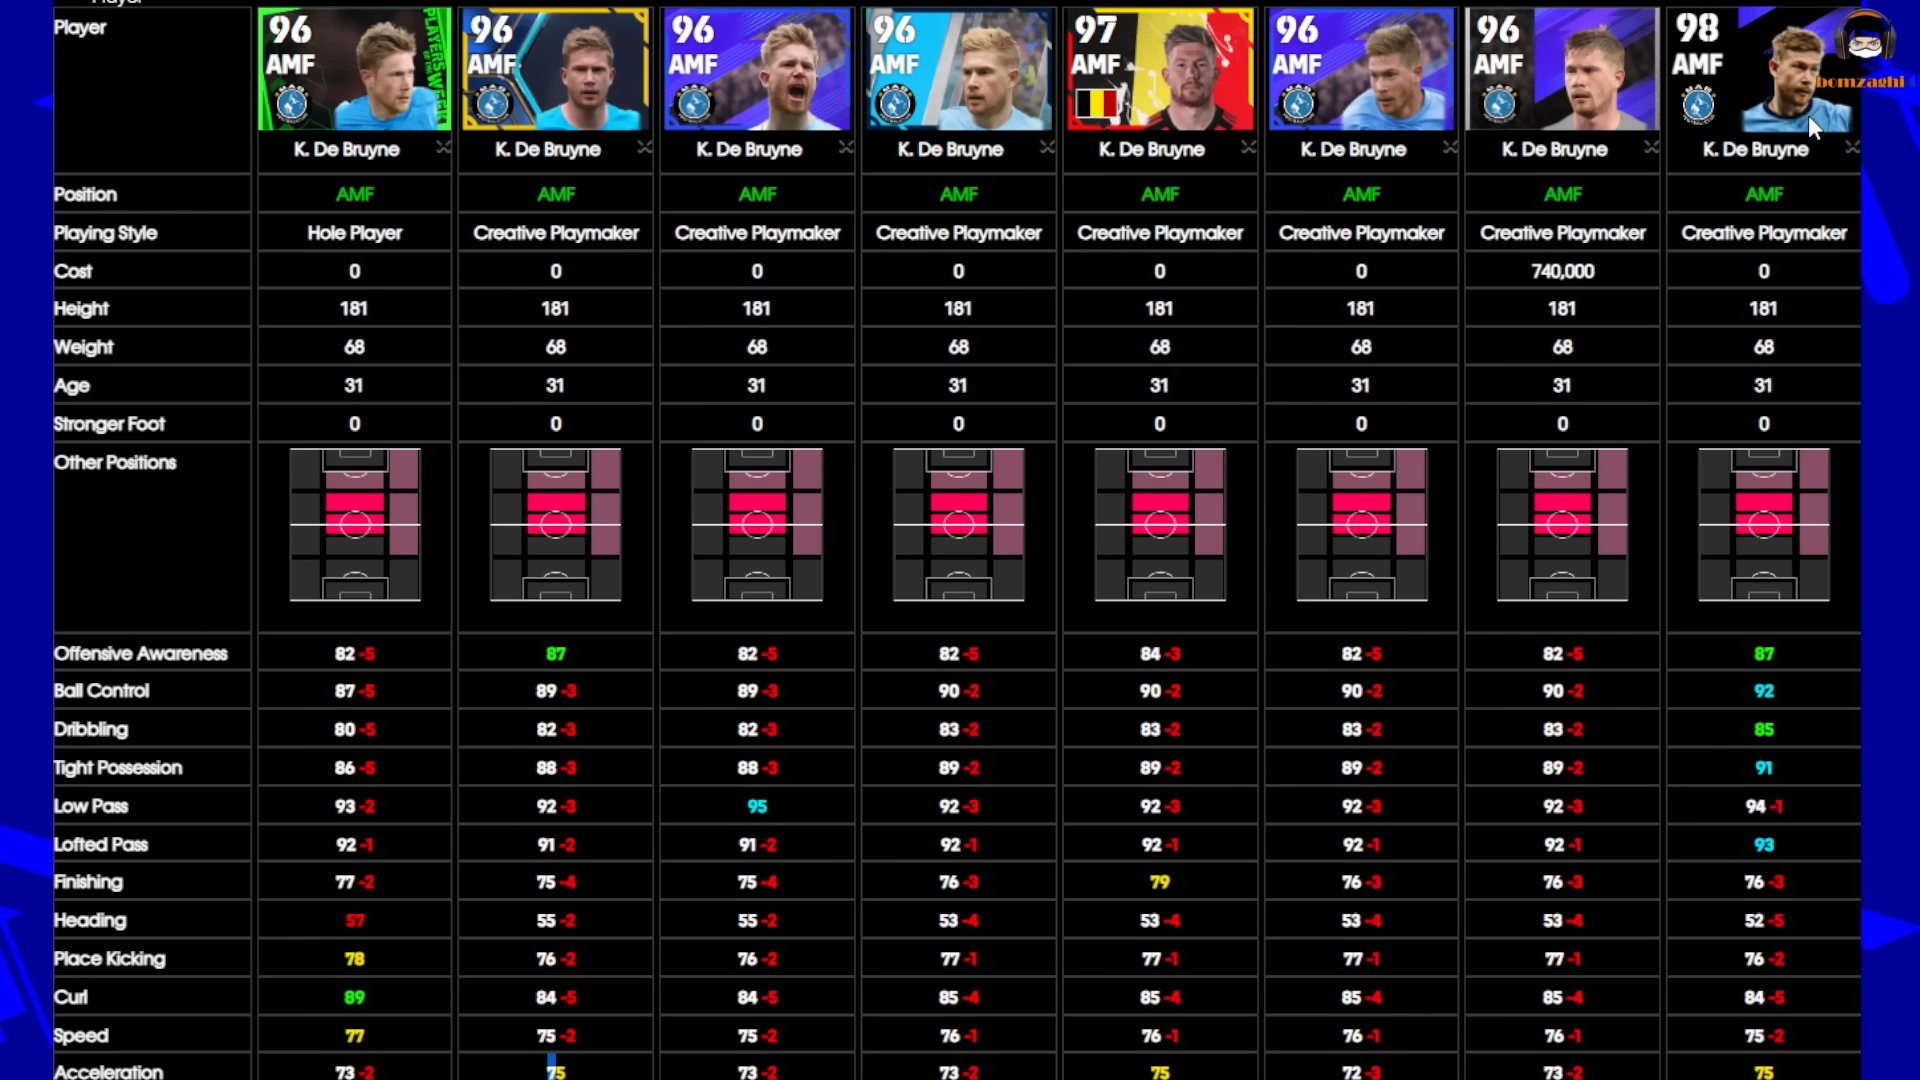 Player 96 AMF PLAYERS OF THE WEEK 96 AMF 96 AMF 96 AMF 97 AMF 96 AMF 96 AMF 98 AMF bomzaghi
K. De Bruyne K. De Bruyne K. De Bruyne K. De Bruyne K. De Bruyne K. De Bruyne K. De Bruyne K. De Bruyne
Position AMF AMF AMF AMF AMF AMF AMF AMF
Playing Style Hole Player Creative Playmaker Creative Playmaker Creative Playmaker Creative Playmaker Creative Playmaker Creative Playmaker Creative Playmaker
Cost 0 0 0 0 0 0 740,000 0
Height 181 181 181 181 181 181 181 181
Weight 68 68 68 68 68 68 68 68
Age 31 31 31 31 31 31 31 31
Stronger Foot 0 0 0 0 0 0 0 0
Other Positions
Offensive Awareness 82 -5 87 82 -5 82 -5 84 -3 82 -5 82 -5 87
Ball Control 87 -5 89 -3 89 -3 90 -2 90 -2 90 -2 90 -2 92
Dribbling 80 -5 82 -3 82 -3 83 -2 83 -2 83 -2 83 -2 85
Tight Possession 86 -5 88 -3 88 -3 89 -2 89 -2 89 -2 89 -2 91
Low Pass 93 -2 92 -3 95 92 -3 92 -3 92 -3 92 -3 94 -1
Lofted Pass 92 -1 91 -2 91 -2 92 -1 92 -1 92 -1 92 -1 93
Finishing 77 -2 75 -4 75 -4 76 -3 79 76 -3 76 -3 76 -3
Heading 57 55 -2 55 -2 53 -4 53 -4 53 -4 53 -4 52 -5
Place Kicking 78 76 -2 76 -2 77 -1 77 -1 77 -1 77 -1 76 -2
Curl 89 84 -5 84 -5 85 -4 85 -4 85 -4 85 -4 84 -5
Speed 77 75 -2 75 -2 76 -1 76 -1 76 -1 76 -1 75 -2
Acceleration 73 -2 75 73 -2 73 -2 75 72 -3 73 -2 75